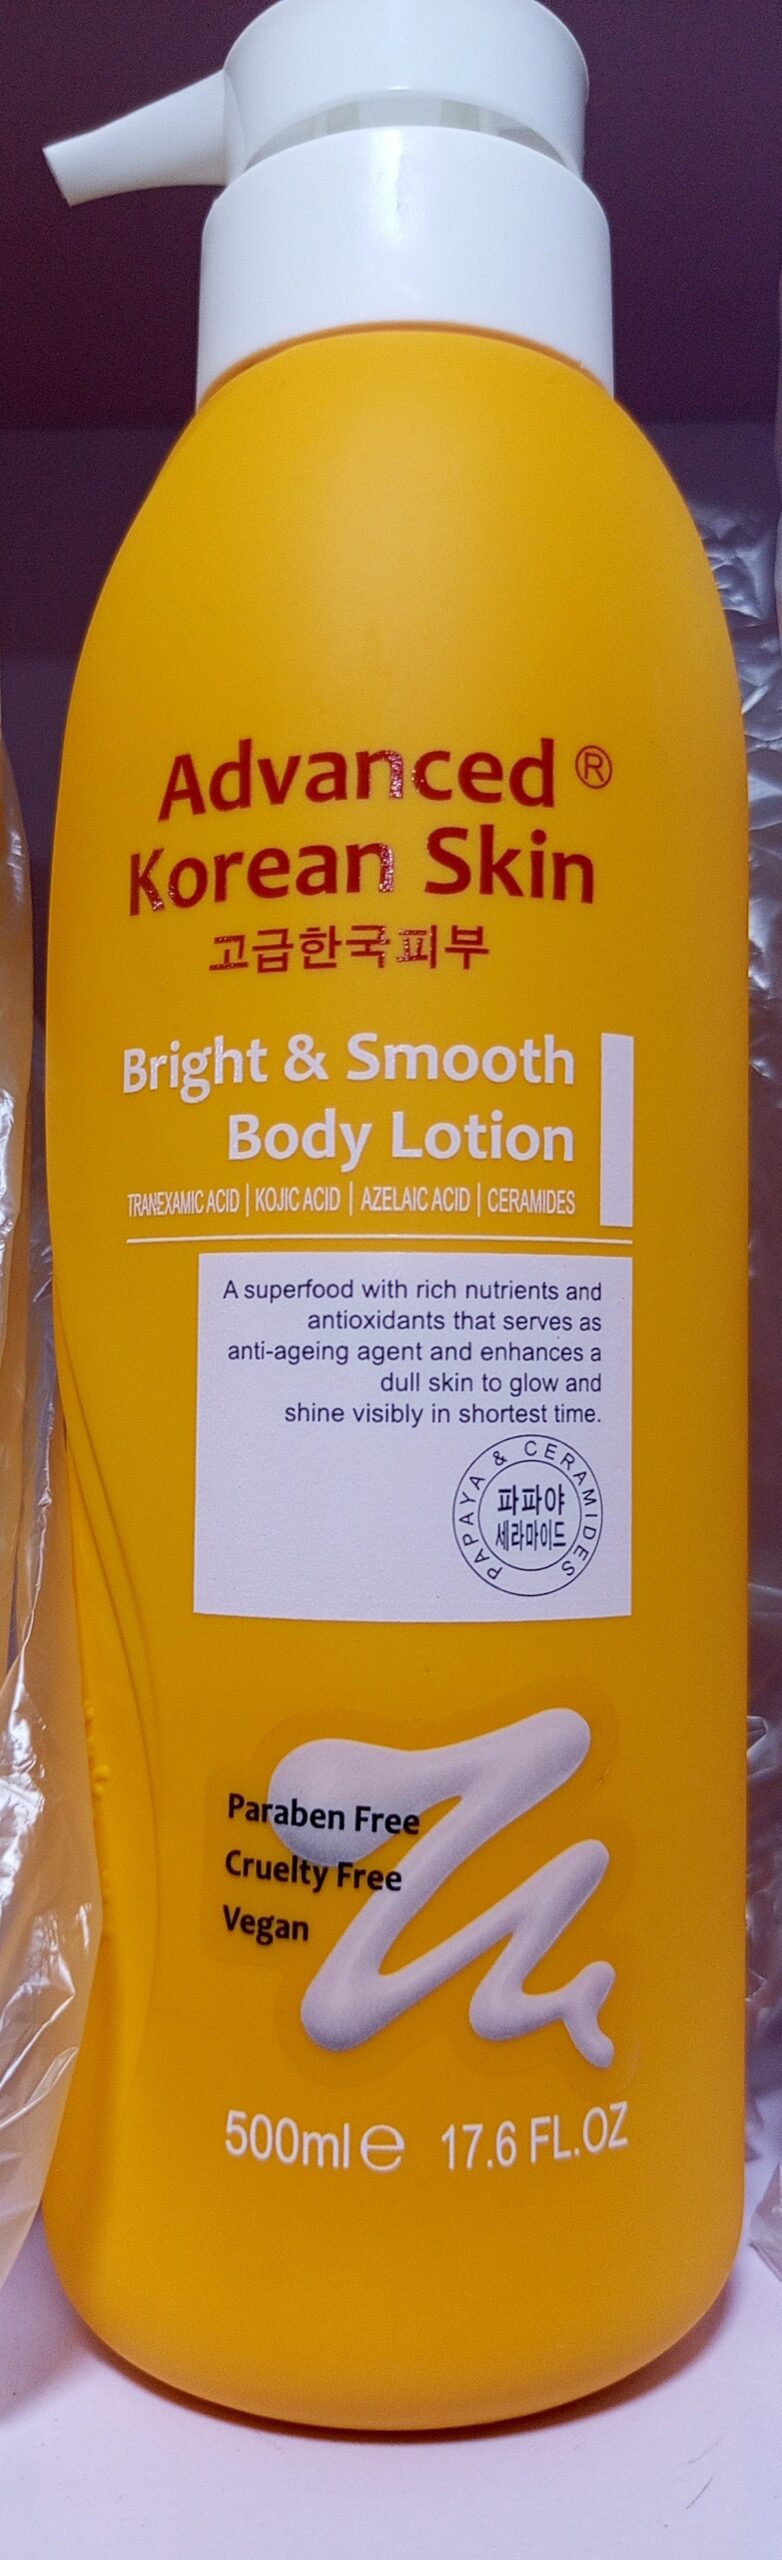 Advanced ®
Korean Skin
고급한국피부
Bright & Smooth
Body Lotion
TRANEXAMIC ACID | KOJIC ACID | AZELAIC ACID | CERAMIDES
A superfood with rich nutrients and
antioxidants that serves as
anti-ageing agent and enhances a
dull skin to glow and
shine visibly in shortest time.
PAPAYA & CERAMIDES
파파야
세라마이드
Paraben Free
Cruelty Free
Vegan
500ml e 17.6 FL.OZ